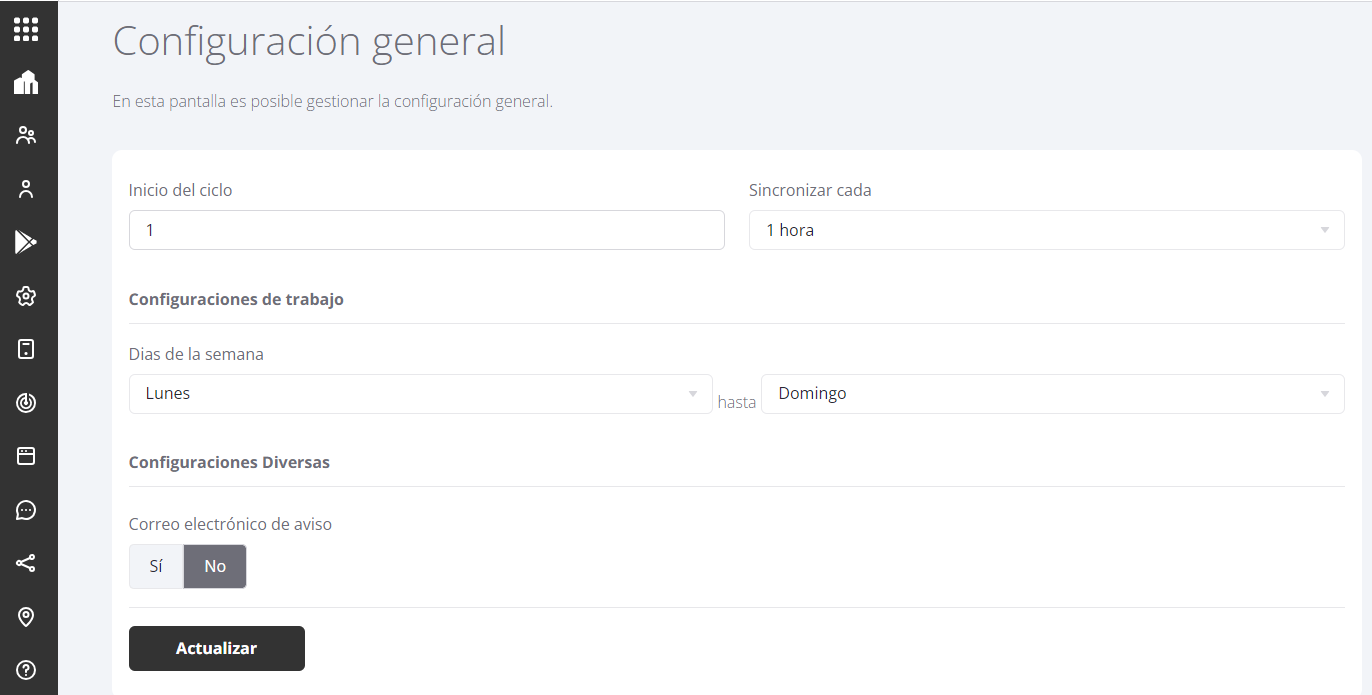 Configuración general
En esta pantalla es posible gestionar la configuración general.
Inicio del ciclo
Sincronizar cada
1
1 hora
Configuraciones de trabajo
Dias de la semana
Lunes
hasta
Domingo
Configuraciones Diversas
Correo electrónico de aviso
Sí
No
Actualizar